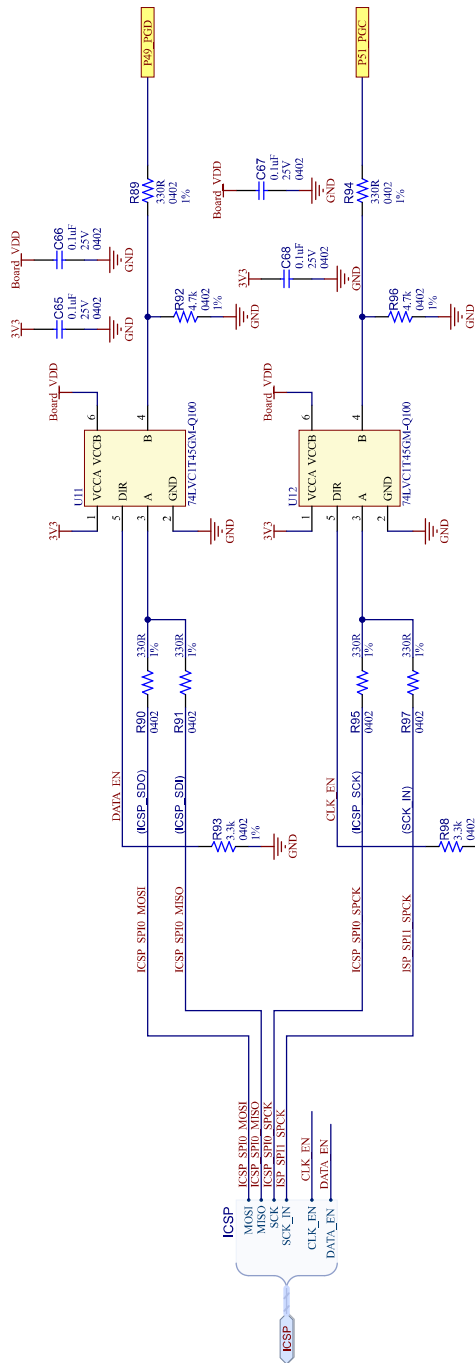 P49_PGD
P51_PGC
R89
330R
0402
1%
Board_VDD
C67
0.1uF
25V
0402
GND
R94
330R
0402
1%
Board_VDD
C66
0.1uF
25V
0402
GND
3V3
C65
0.1uF
25V
0402
GND
R92
4.7k
0402
1%
GND
3V3
C68
0.1uF
25V
0402
GND
R96
4.7k
0402
1%
GND
Board_VDD
3V3
U11
VCCA VCCB
DIR
A
B
GND
1
5
3
2
6
4
74LVC1T45GM-Q100
GND
Board_VDD
3V3
U12
VCCA VCCB
DIR
A
B
GND
1
5
3
2
6
4
74LVC1T45GM-Q100
GND
DATA_EN
R90
0402
330R
1%
(ICSP_SDO)
R91
0402
330R
1%
(ICSP_SDI)
R93
3.3k
0402
1%
GND
CLK_EN
R95
0402
330R
1%
(ICSP_SCK)
R97
0402
330R
1%
(SCK_IN)
R98
3.3k
0402
ICSP_SPI0_MOSI
ICSP_SPI0_MISO
ICSP_SPI0_SPCK
ISP_SPI1_SPCK
ICSP
MOSI
MISO
SCK
SCK_IN
CLK_EN
DATA_EN
ICSP_SPI0_MOSI
ICSP_SPI0_MISO
ICSP_SPI0_SPCK
ISP_SPI1_SPCK
CLK_EN
DATA_EN
ICSP